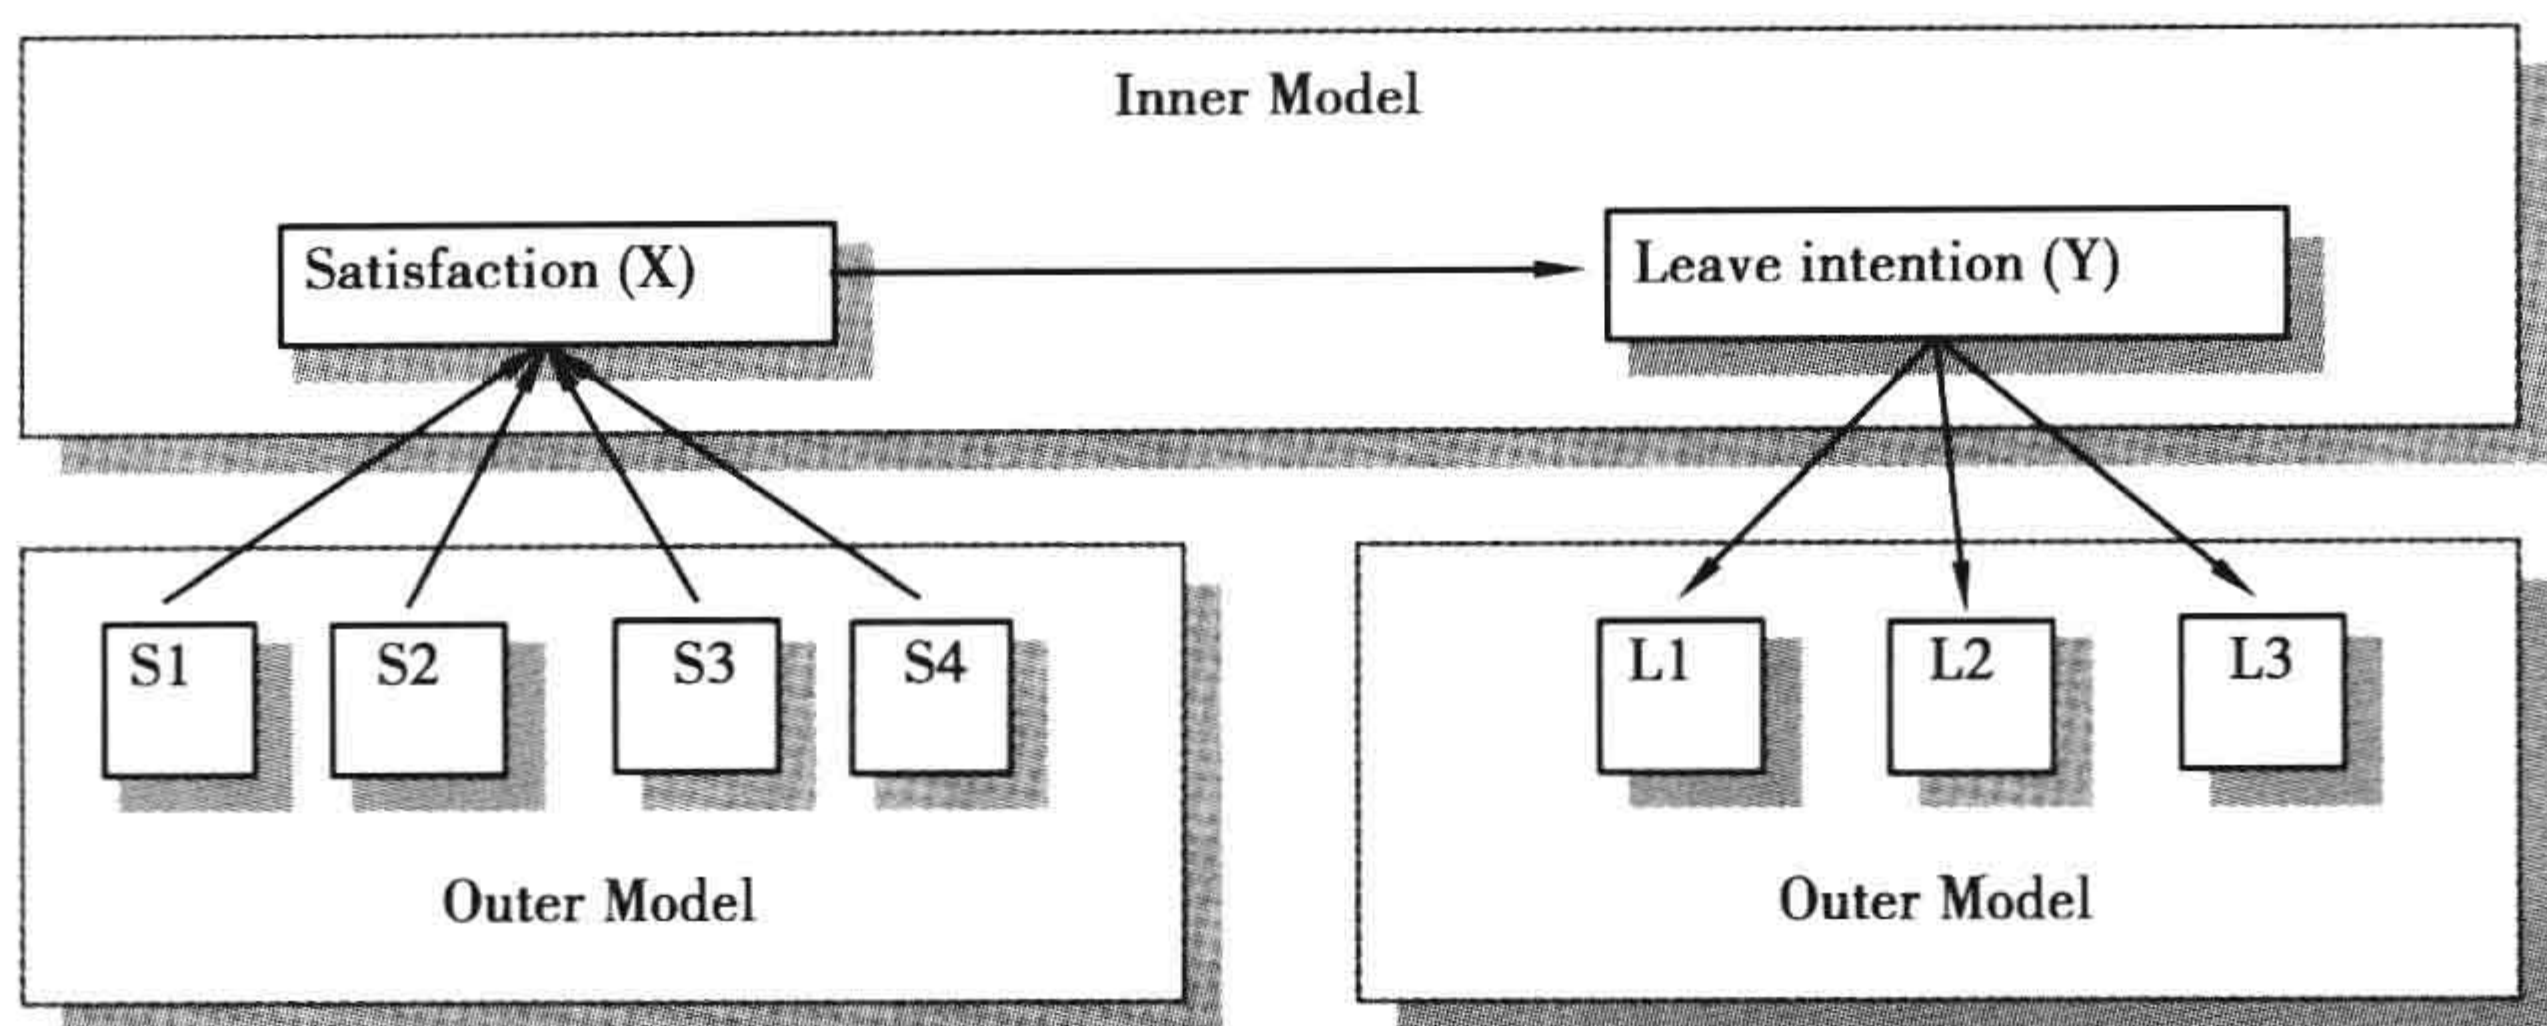 Inner Model
Satisfaction (X)
Leave intention (Y)
S1
S2
S3
S4
L1
L2
L3
Outer Model
Outer Model